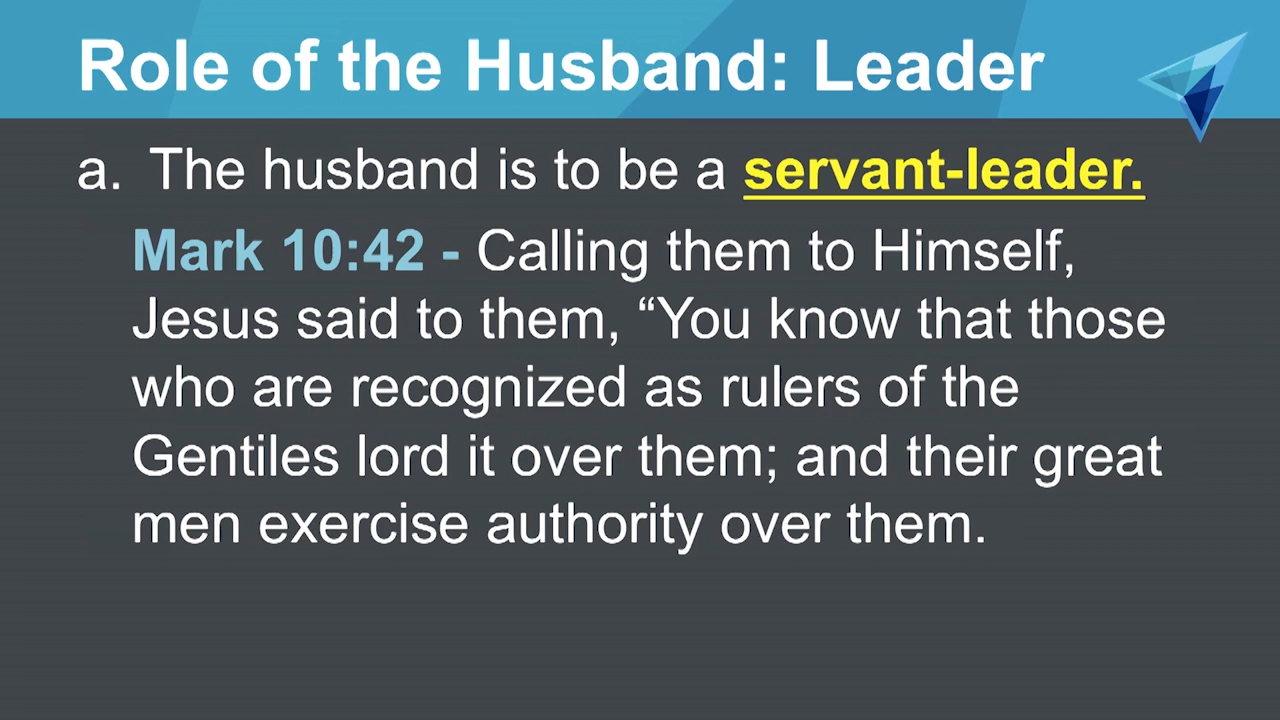 Role of the Husband: Leader
a. The husband is to be a servant-leader.
Mark 10:42 - Calling them to Himself,
Jesus said to them, “You know that those
who are recognized as rulers of the
Gentiles lord it over them; and their great
men exercise authority over them.